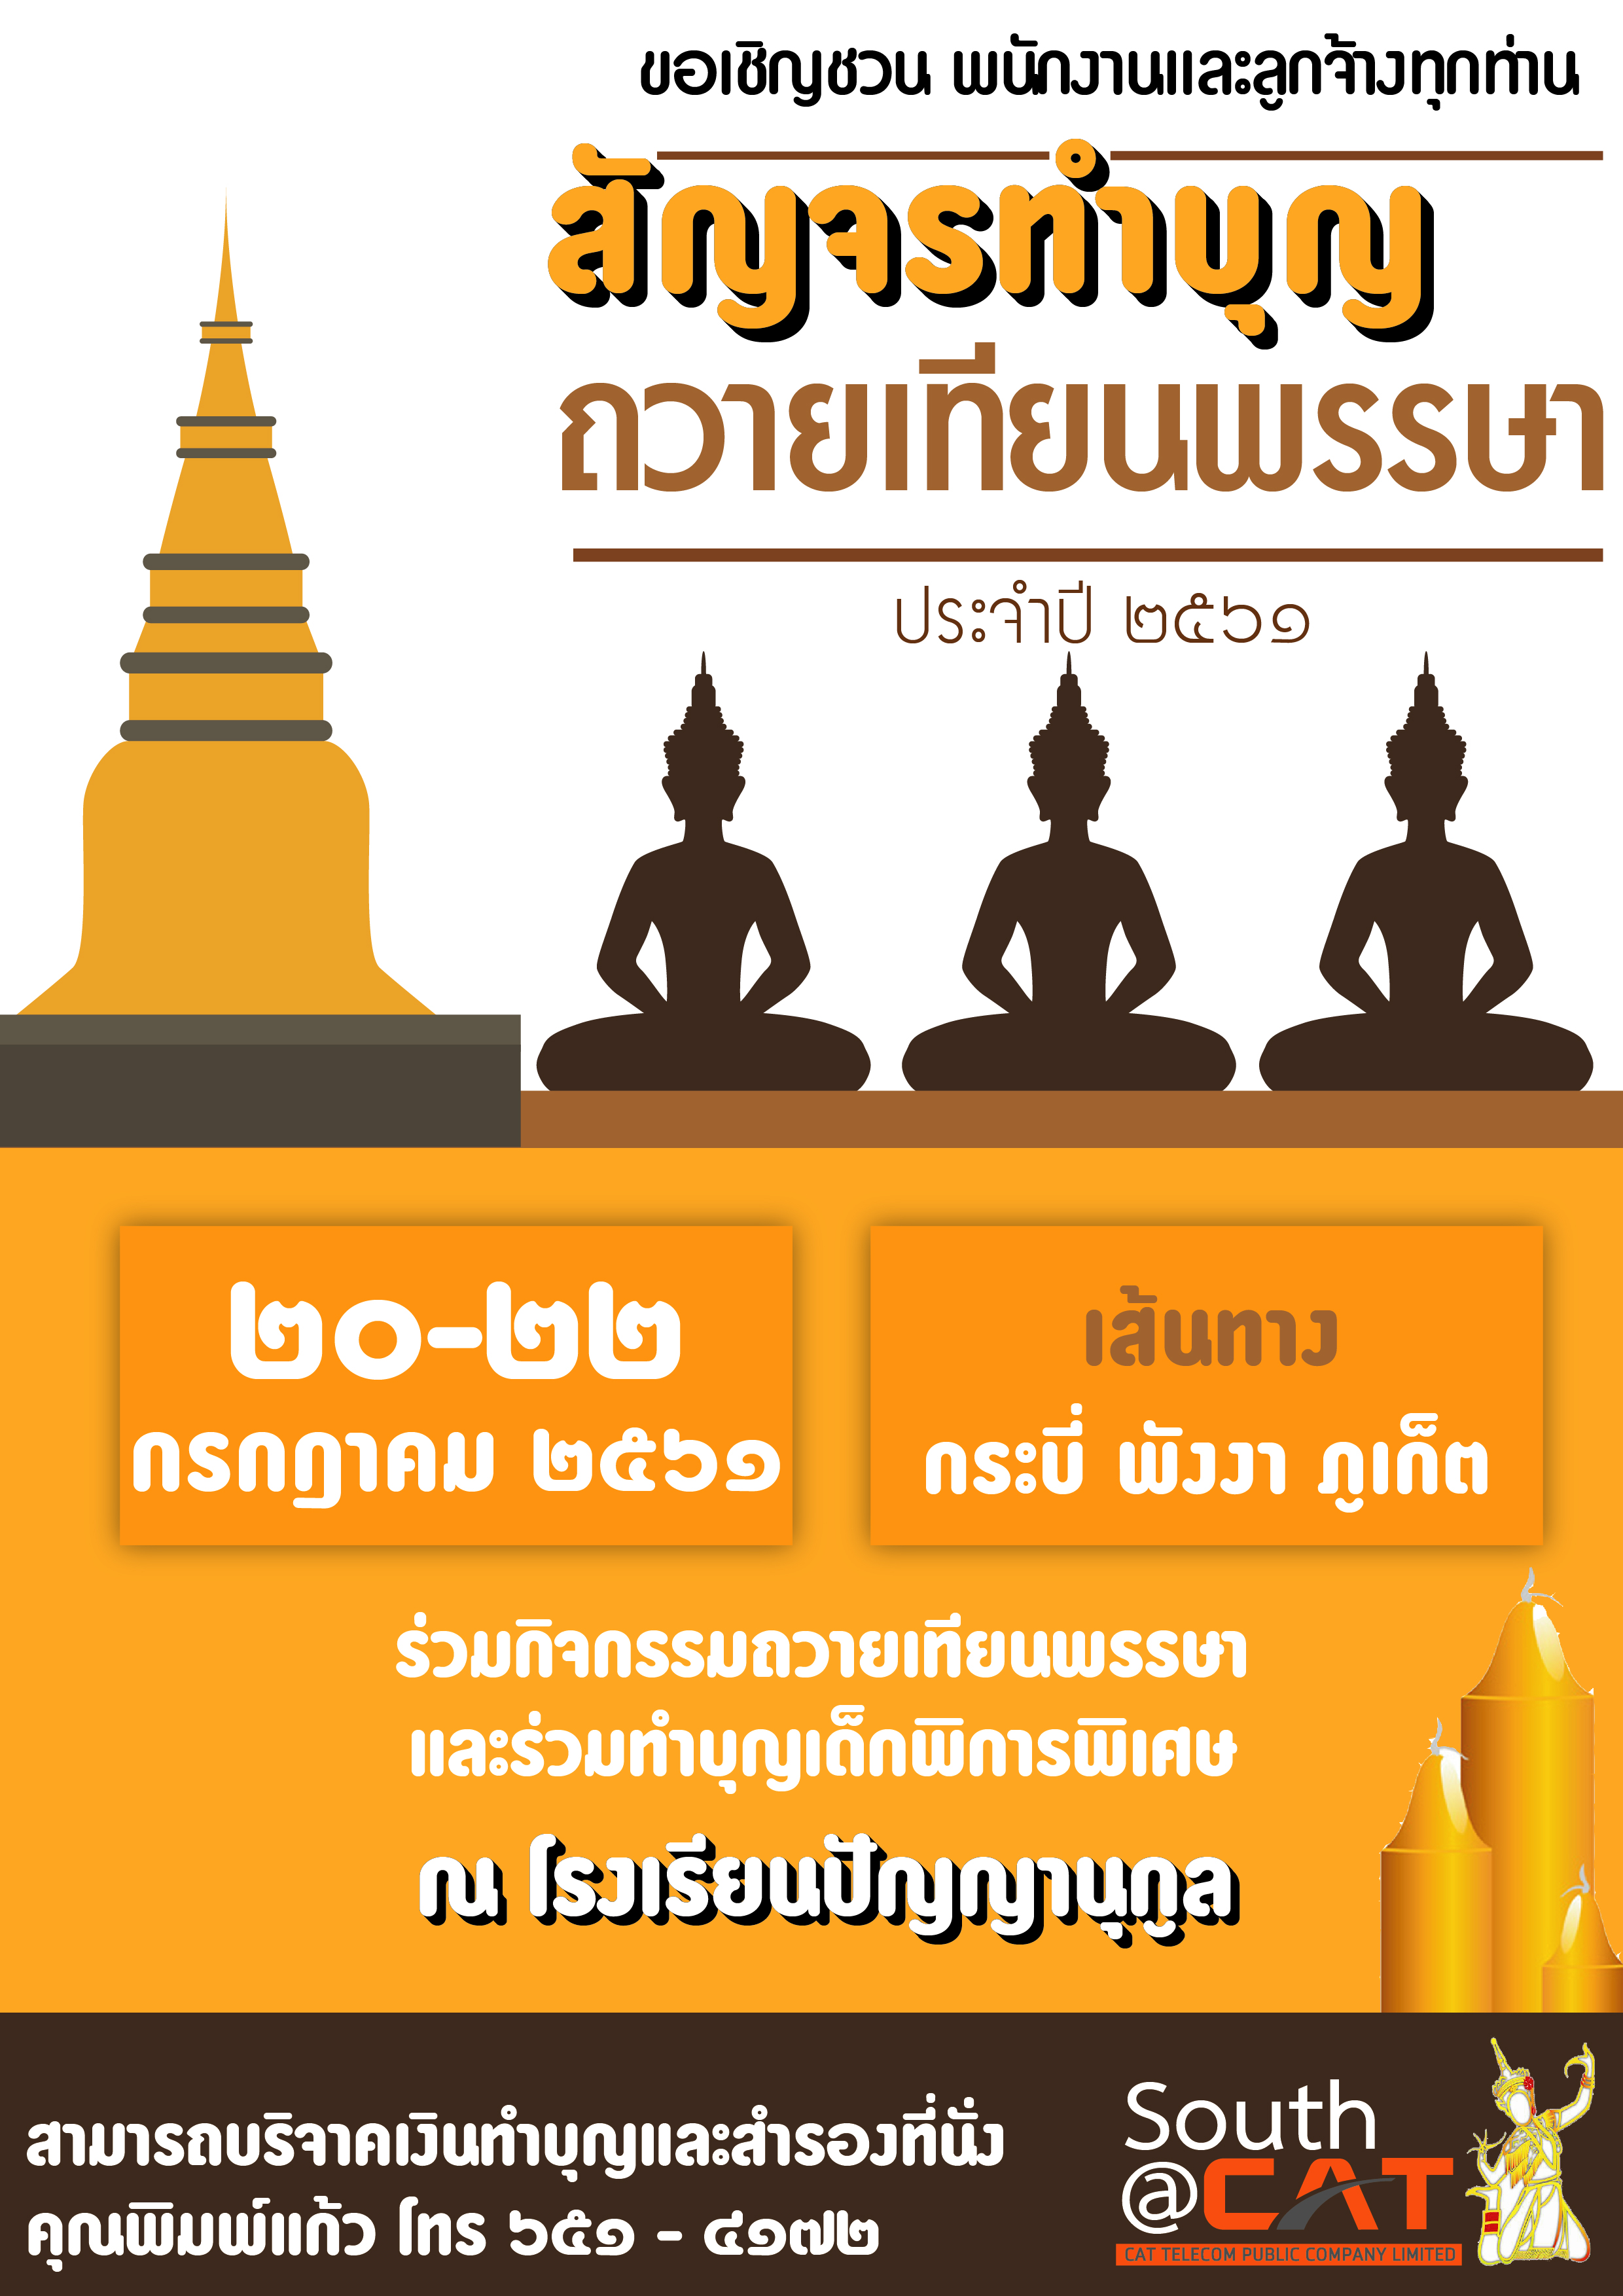 ขอเชิญชวน พนักงานและลูกจ้างทุกท่าน
สัญจรทำบุญ
ถวายเทียนพรรษา
ประจำปี ๒๕๖๑
๒๐-๒๒
กรกฎาคม ๒๕๖๑
เส้นทาง
กระบี่ พังงา ภูเก็ต
ร่วมกิจกรรมถวายเทียนพรรษา
และร่วมทำบุญเด็กพิการพิเศษ
ณ โรงเรียนปัญญานุกูล
สามารถบริจาคเงินทำบุญและสำรองที่นั่ง
คุณพิมพ์แก้ว โทร ๖๕๑ - ๔๑๗๒
South
@CAT
CAT TELECOM PUBLIC COMPANY LIMITED